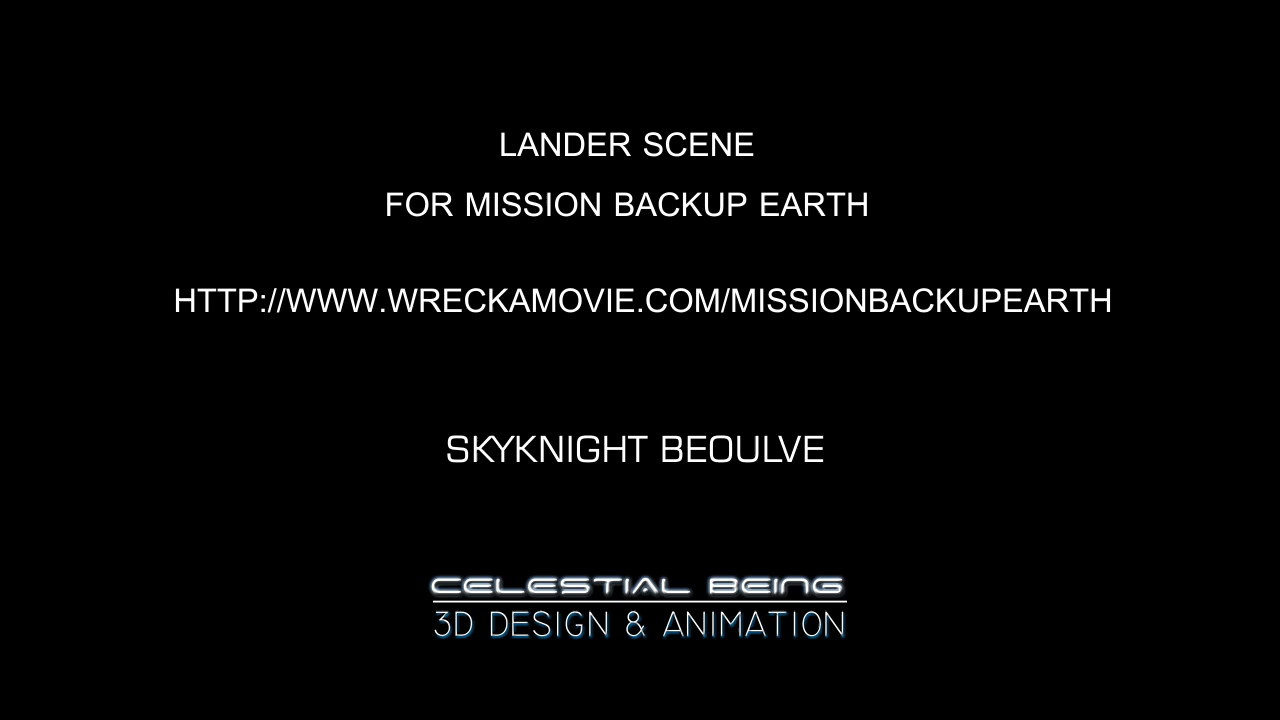 LANDER SCENE
FOR MISSION BACKUP EARTH
HTTP://WWW.WRECKAMOVIE.COM/MISSIONBACKUPEARTH
SKYKNIGHT BEOULVE
CELESTIAL BEING
3D DESIGN & ANIMATION